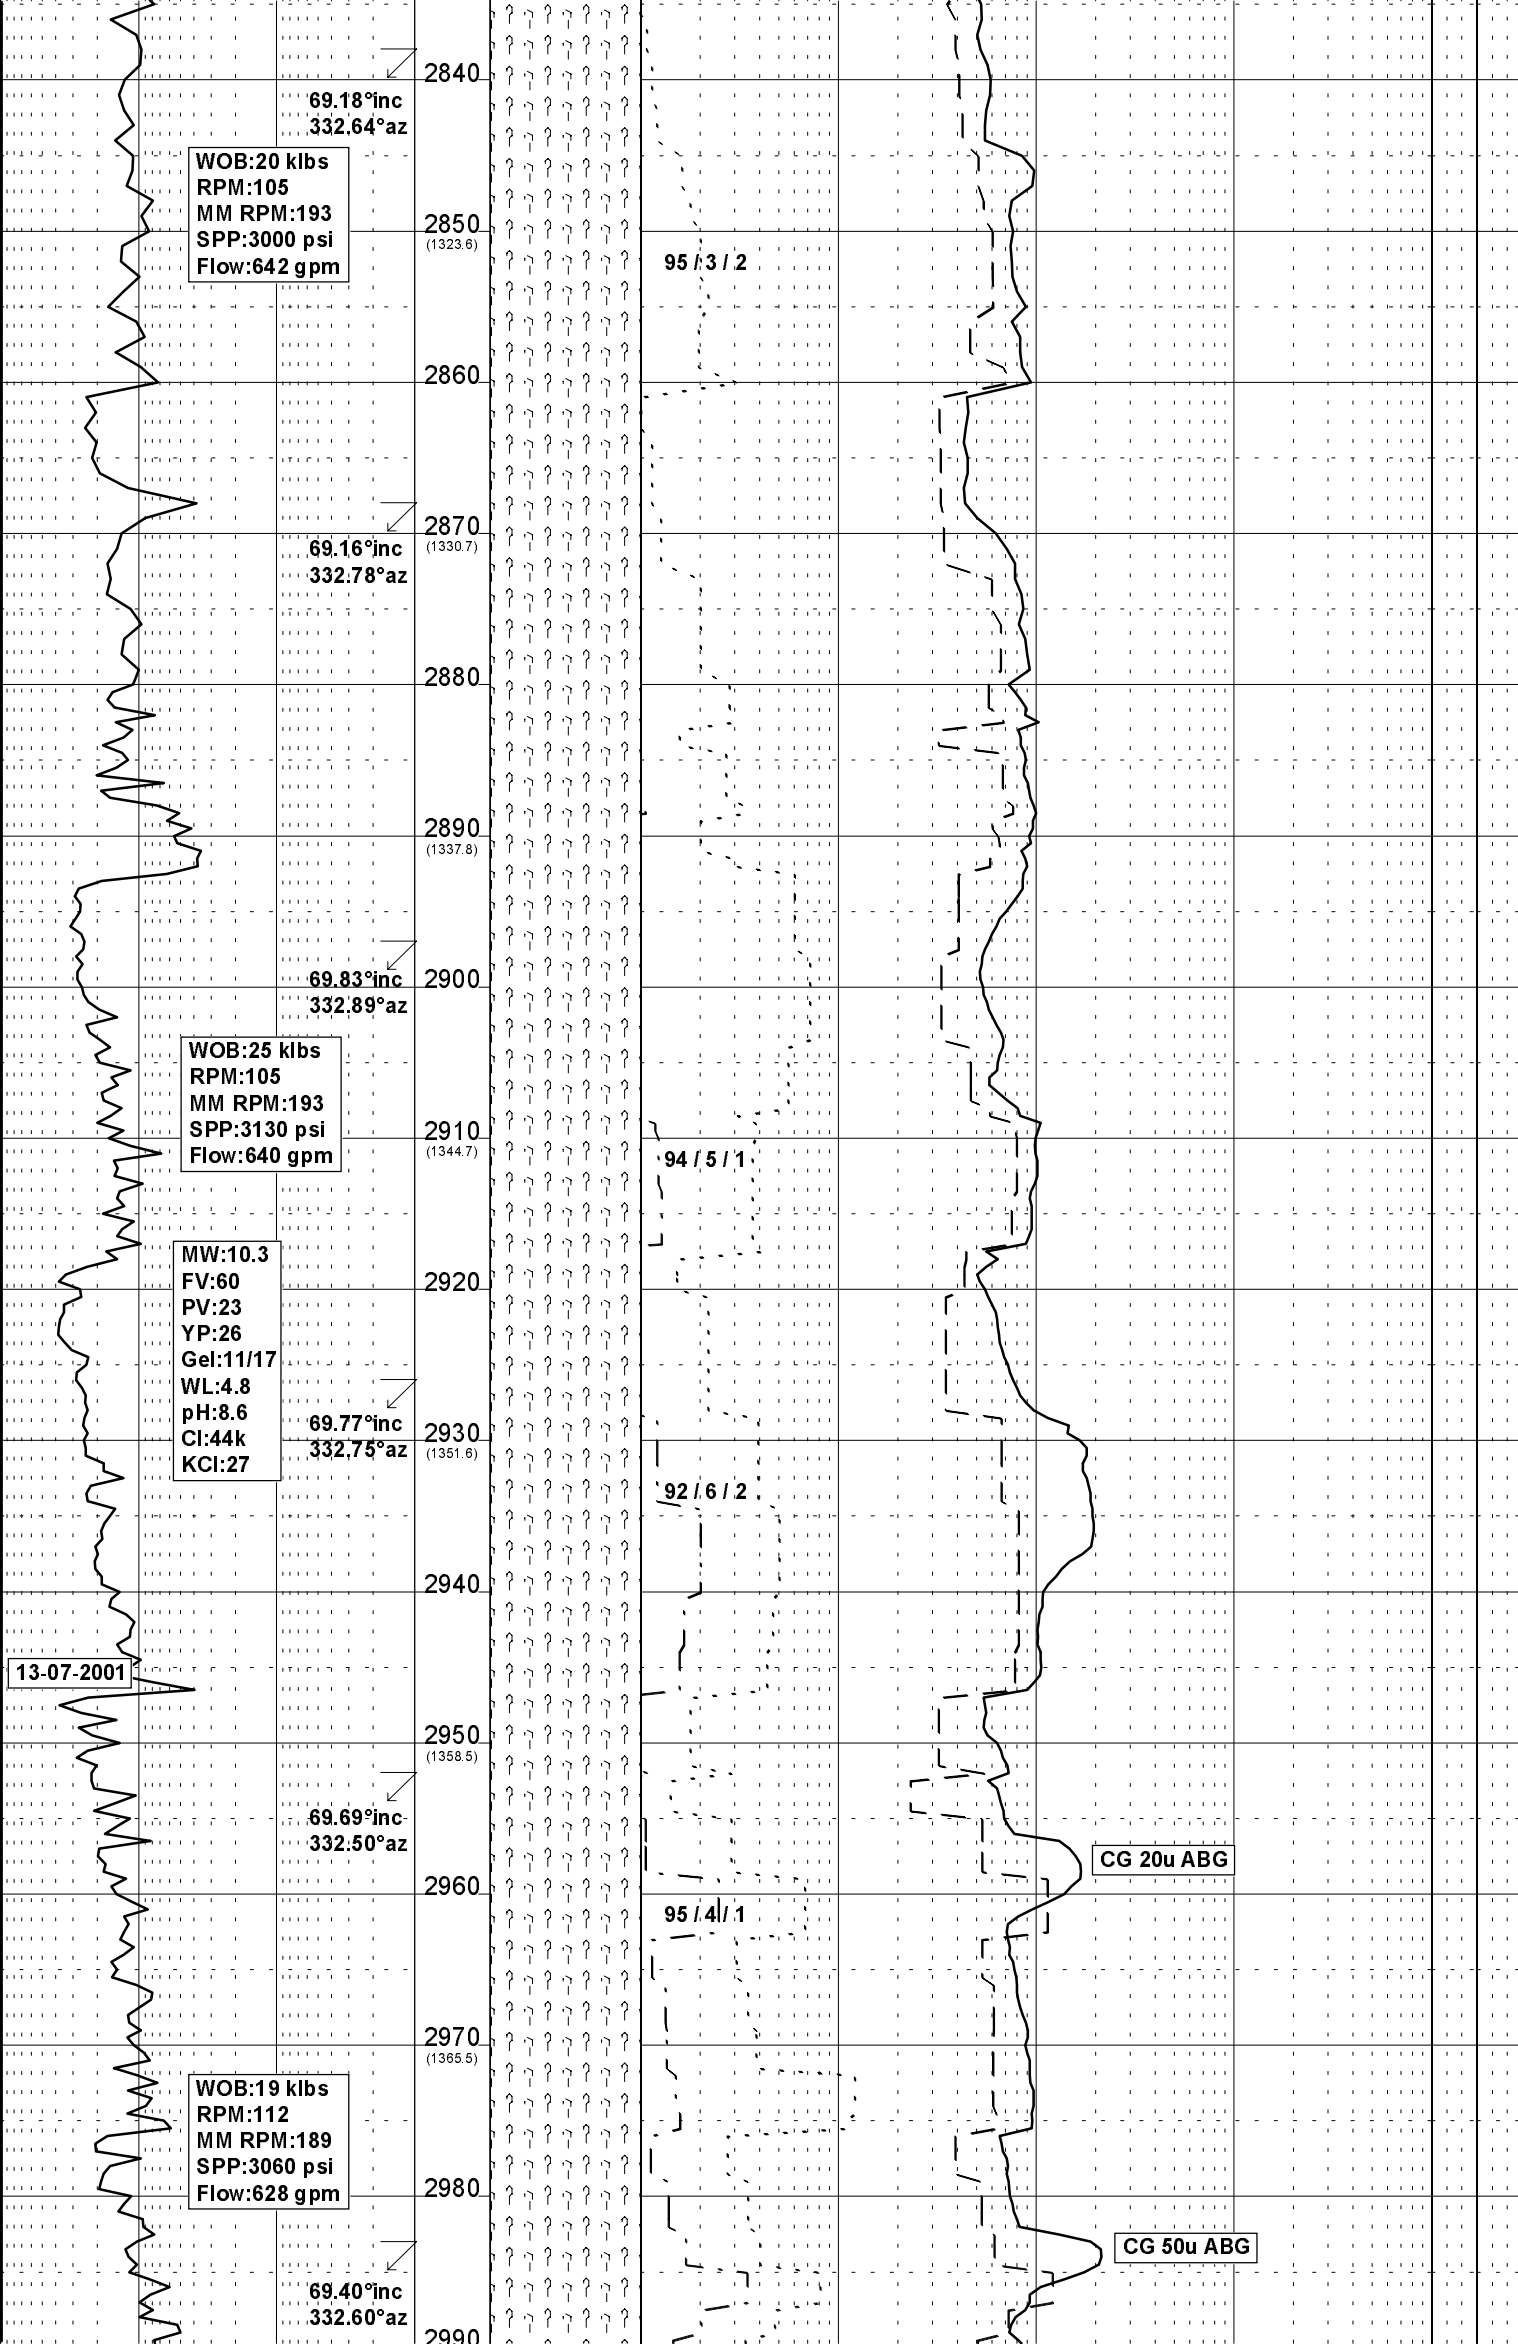 2840
69.18°inc
332.64°az
WOB:20 klbs
RPM:105
MM RPM:193
SPP:3000 psi
Flow:642 gpm
2850
(1323.6)
95 / 3 / 2
2860
2870
(1330.7)
69.16°inc
332.78°az
2880
2890
(1337.8)
2900
69.83°inc
332.89°az
WOB:25 klbs
RPM:105
MM RPM:193
SPP:3130 psi
Flow:640 gpm
2910
(1344.7)
94 / 5 / 1
MW:10.3
FV:60
PV:23
YP:26
Gel:11/17
WL:4.8
pH:8.6
Cl:44k
KCl:27
2920
69.77°inc
332.75°az
2930
(1351.6)
92 / 6 / 2
2940
13-07-2001
2950
(1358.5)
69.69°inc
332.50°az
CG 20u ABG
2960
95 / 4 / 1
2970
(1365.5)
WOB:19 klbs
RPM:112
MM RPM:189
SPP:3060 psi
Flow:628 gpm
2980
CG 50u ABG
69.40°inc
332.60°az
2990